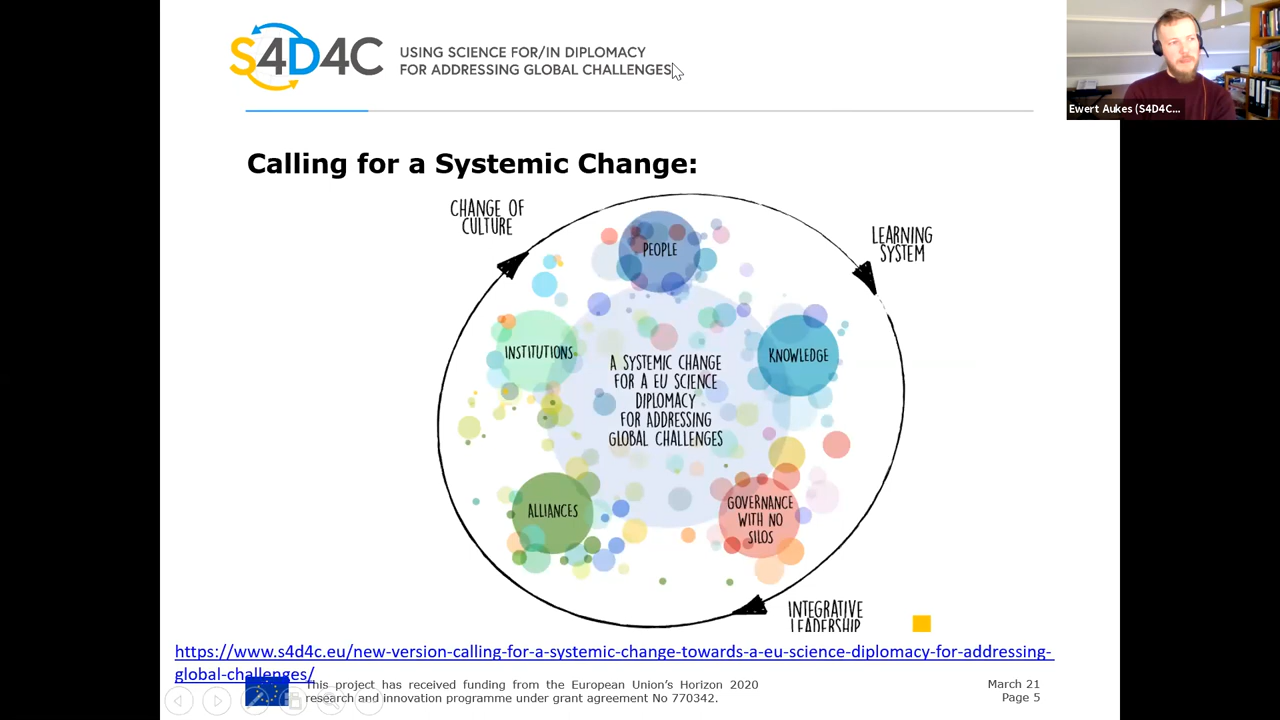 S4D4C
USING SCIENCE FOR/IN DIPLOMACY
FOR ADDRESSING GLOBAL CHALLENGES
Ewert Aukes (S4D4C...
Calling for a Systemic Change:
CHANGE OF
CULTURE
PEOPLE
LEARNING
SYSTEM
INSTITUTIONS
KNOWLEDGE
A SYSTEMIC CHANGE
FOR A EU SCIENCE
DIPLOMACY
FOR ADDRESSING
GLOBAL CHALLENGES
ALLIANCES
GOVERNANCE
WITH NO
SILOS
INTEGRATIVE
LEADERSHIP
https://www.s4d4c.eu/new-version-calling-for-a-systemic-change-towards-a-eu-science-diplomacy-for-addressing-
global-challenges/
This project has received funding from the European Union's Horizon 2020
research and innovation programme under grant agreement No 770342.
March 21
Page 5